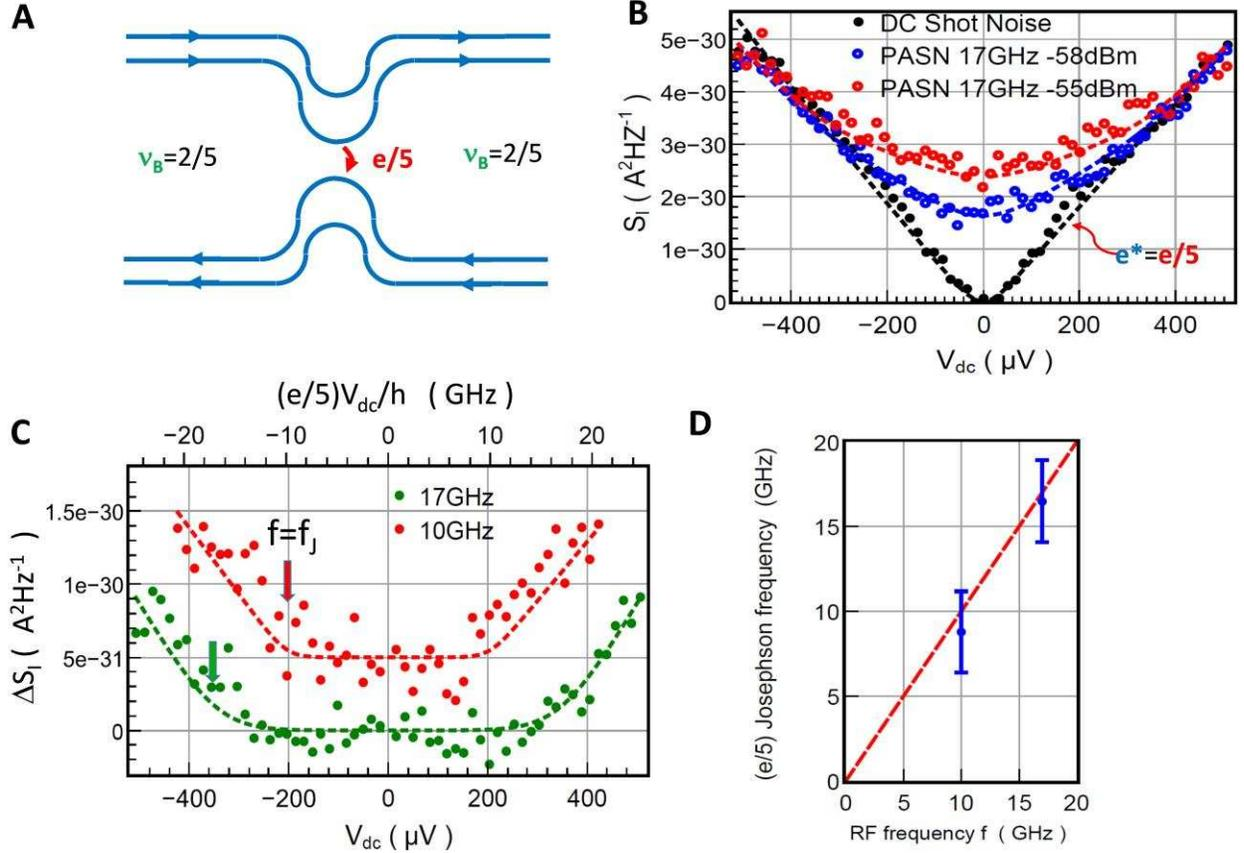 A
ν_B=2/5
e/5
ν_B=2/5
B
DC Shot Noise
PASN 17GHz -58dBm
PASN 17GHz -55dBm
5e−30
4e−30
3e−30
2e−30
1e−30
0
S_I ( A²HZ⁻¹)
e*=e/5
−400 −200 0 200 400
V_dc ( µV )
C
(e/5)V_dc/h ( GHz )
−20 −10 0 10 20
17GHz
10GHz
f=f_J
1.5e−30
1e−30
5e−31
0
ΔS_I ( A²Hz⁻¹)
−400 −200 0 200 400
V_dc ( µV )
D
20
15
10
5
0
(e/5) Josephson frequency (GHz)
0 5 10 15 20
RF frequency f ( GHz )